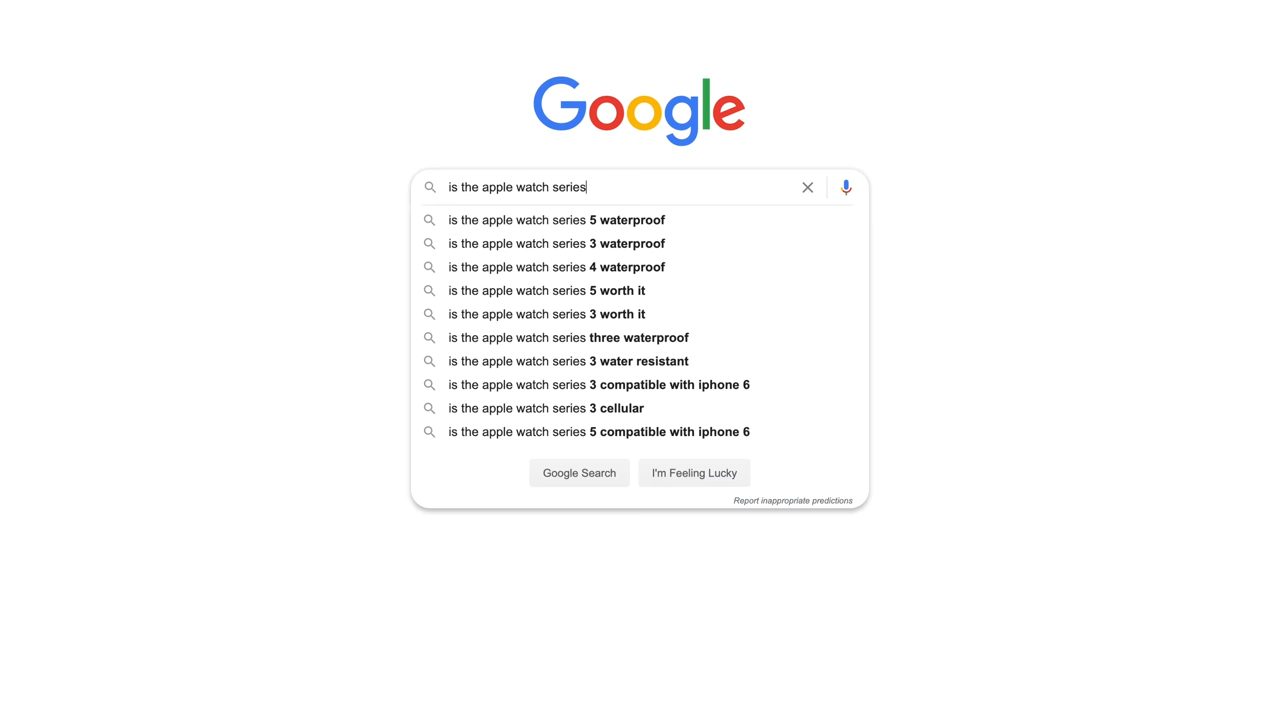 Google
is the apple watch series
is the apple watch series 5 waterproof
is the apple watch series 3 waterproof
is the apple watch series 4 waterproof
is the apple watch series 5 worth it
is the apple watch series 3 worth it
is the apple watch series three waterproof
is the apple watch series 3 water resistant
is the apple watch series 3 compatible with iphone 6
is the apple watch series 3 cellular
is the apple watch series 5 compatible with iphone 6
Google Search I'm Feeling Lucky
Report inappropriate predictions